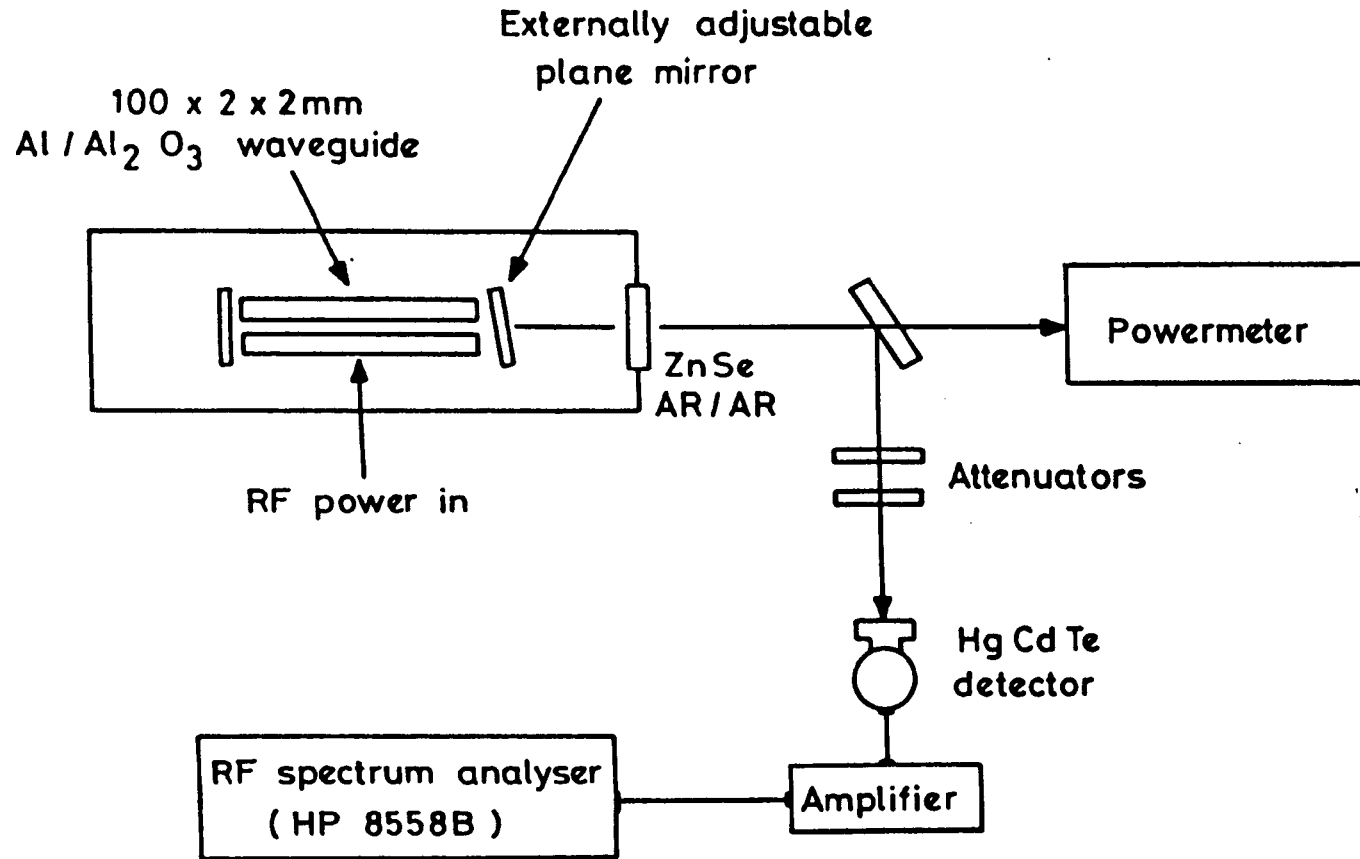 Externally adjustable
plane mirror
100 x 2 x 2mm
Al / Al₂ O₃ waveguide
ZnSe
AR / AR
Powermeter
RF power in
Attenuators
Hg Cd Te
detector
RF spectrum analyser
( HP 8558B )
Amplifier